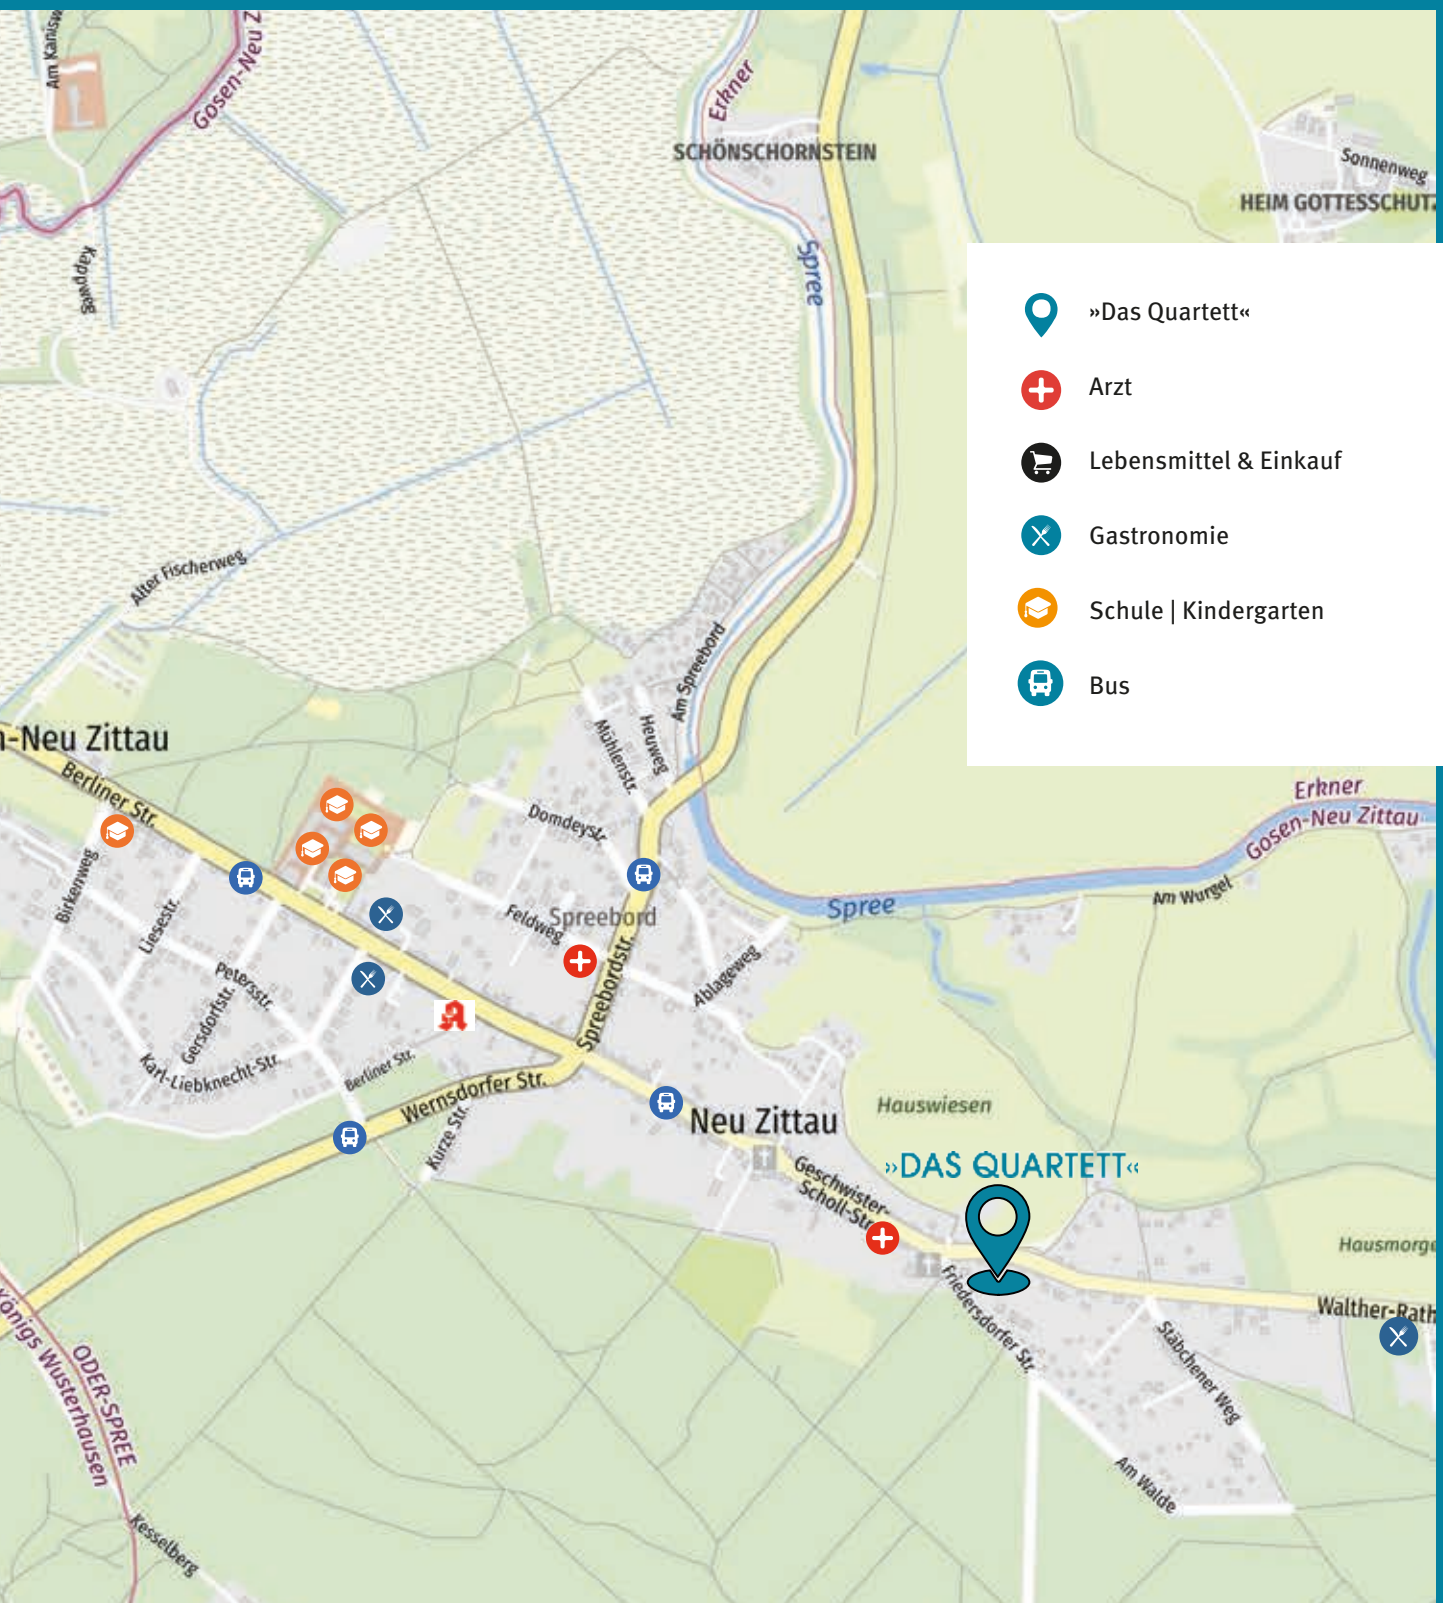 Am Kanisw
Gosen-Neu Z
Erkner
SCHÖNSCHORNSTEIN
Sonnenweg
HEIM GOTTESSCHUTZ
Kappweg
Spree
»Das Quartett«
Arzt
Lebensmittel & Einkauf
Gastronomie
Schule | Kindergarten
Bus
Alter Fischerweg
Am Spreebord
Heuweg
Mühlenstr.
n-Neu Zittau
Berliner Str.
Domdeystr.
Erkner
Gosen-Neu Zittau
Birkenweg
Liesestr.
Feldweg
Spreebord
Spree
Am Wurgel
Petersstr.
Gersdorfstr.
Spreebordstr.
Ablageweg
Karl-Liebknecht-Str.
Berliner Str.
Wernsdorfer Str.
Kurze Str.
Neu Zittau
Hauswiesen
»DAS QUARTETT«
Geschwister-
Scholl-Str.
Hausmorge
Friedersdorfer Str.
Walther-Rath
Stäbchener Weg
Königs Wusterhausen
ODER-SPREE
Am Walde
Kesselberg